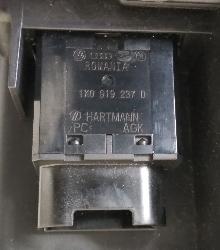 ROMANIA
1K0 919 237 D
HARTMANN
PC AGK